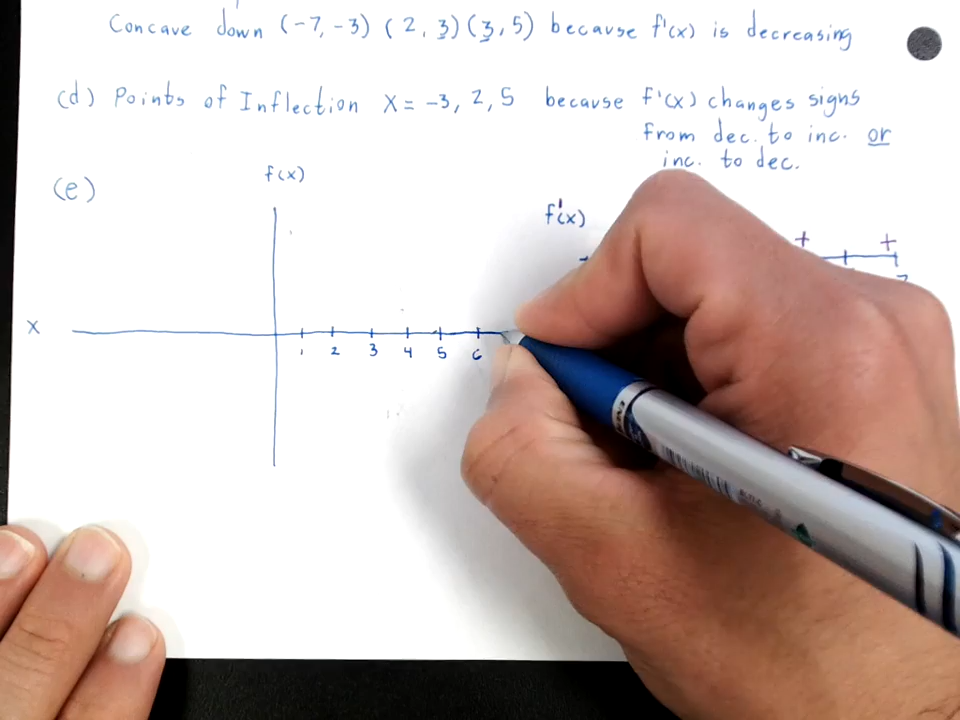 Concave down (-7, -3) (2, 3) (3, 5) because f'(x) is decreasing
(d) Points of Inflection X = -3, 2, 5 because f'(x) changes signs
from dec. to inc. or
inc. to dec.
(e)
f(x)
f'(x)
+ +
X
1 2 3 4 5 6
7